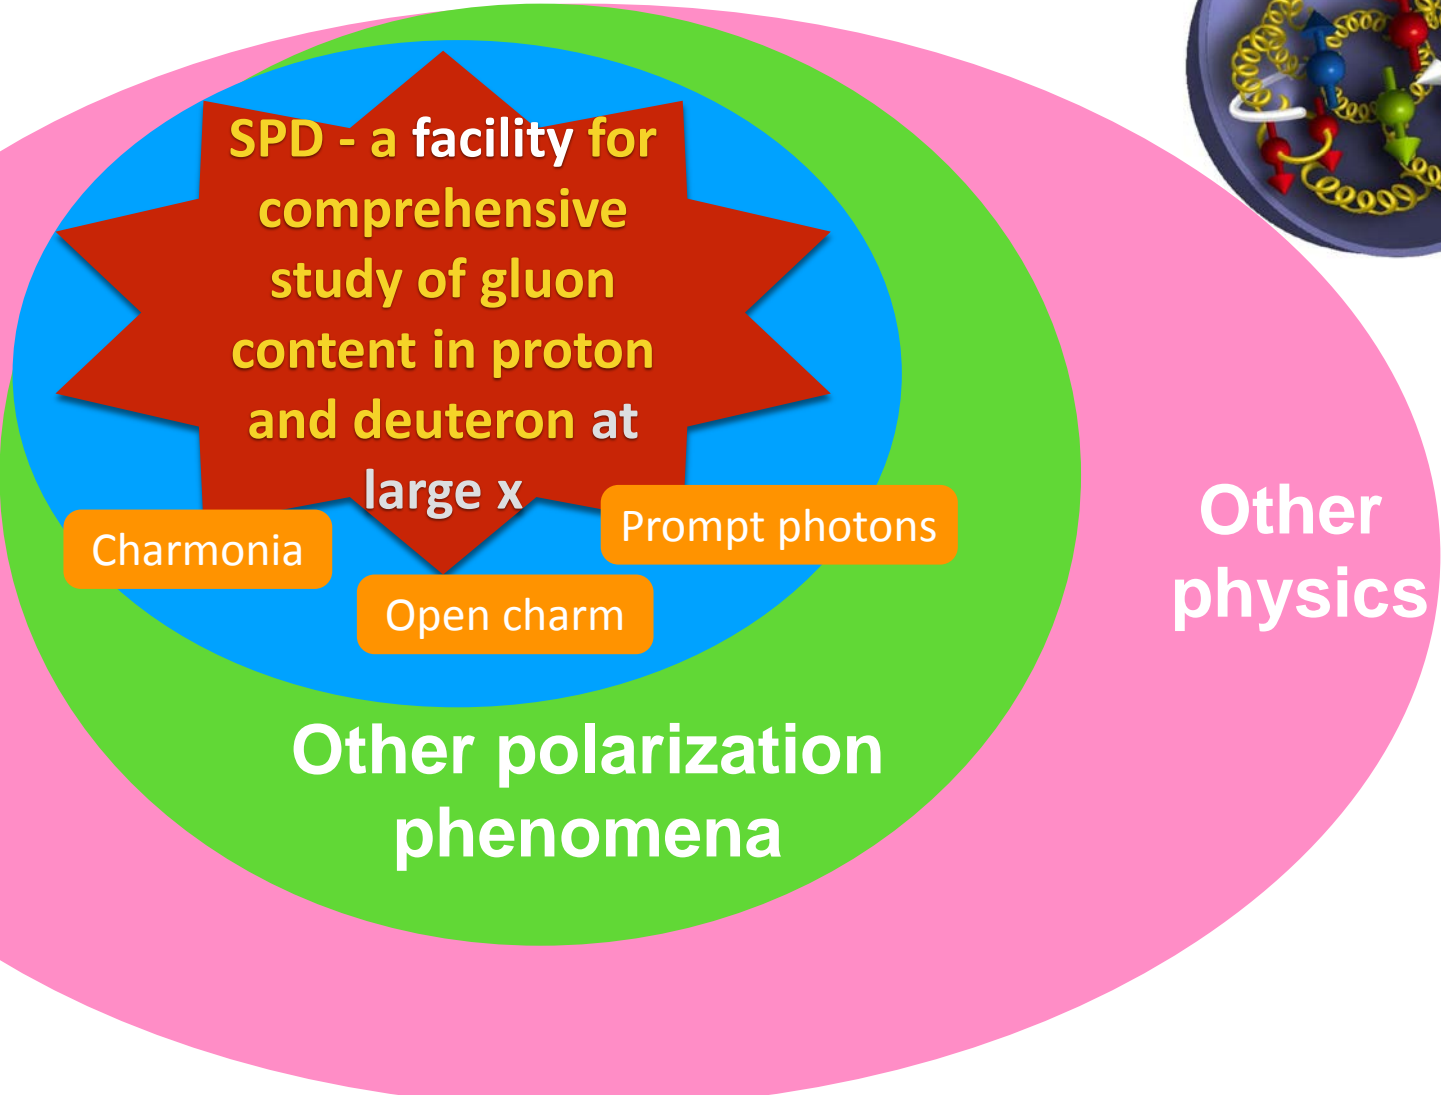 SPD - a facility for
comprehensive
study of gluon
content in proton
and deuteron at
large x
Prompt photons
Charmonia
Open charm
Other
physics
Other polarization
phenomena